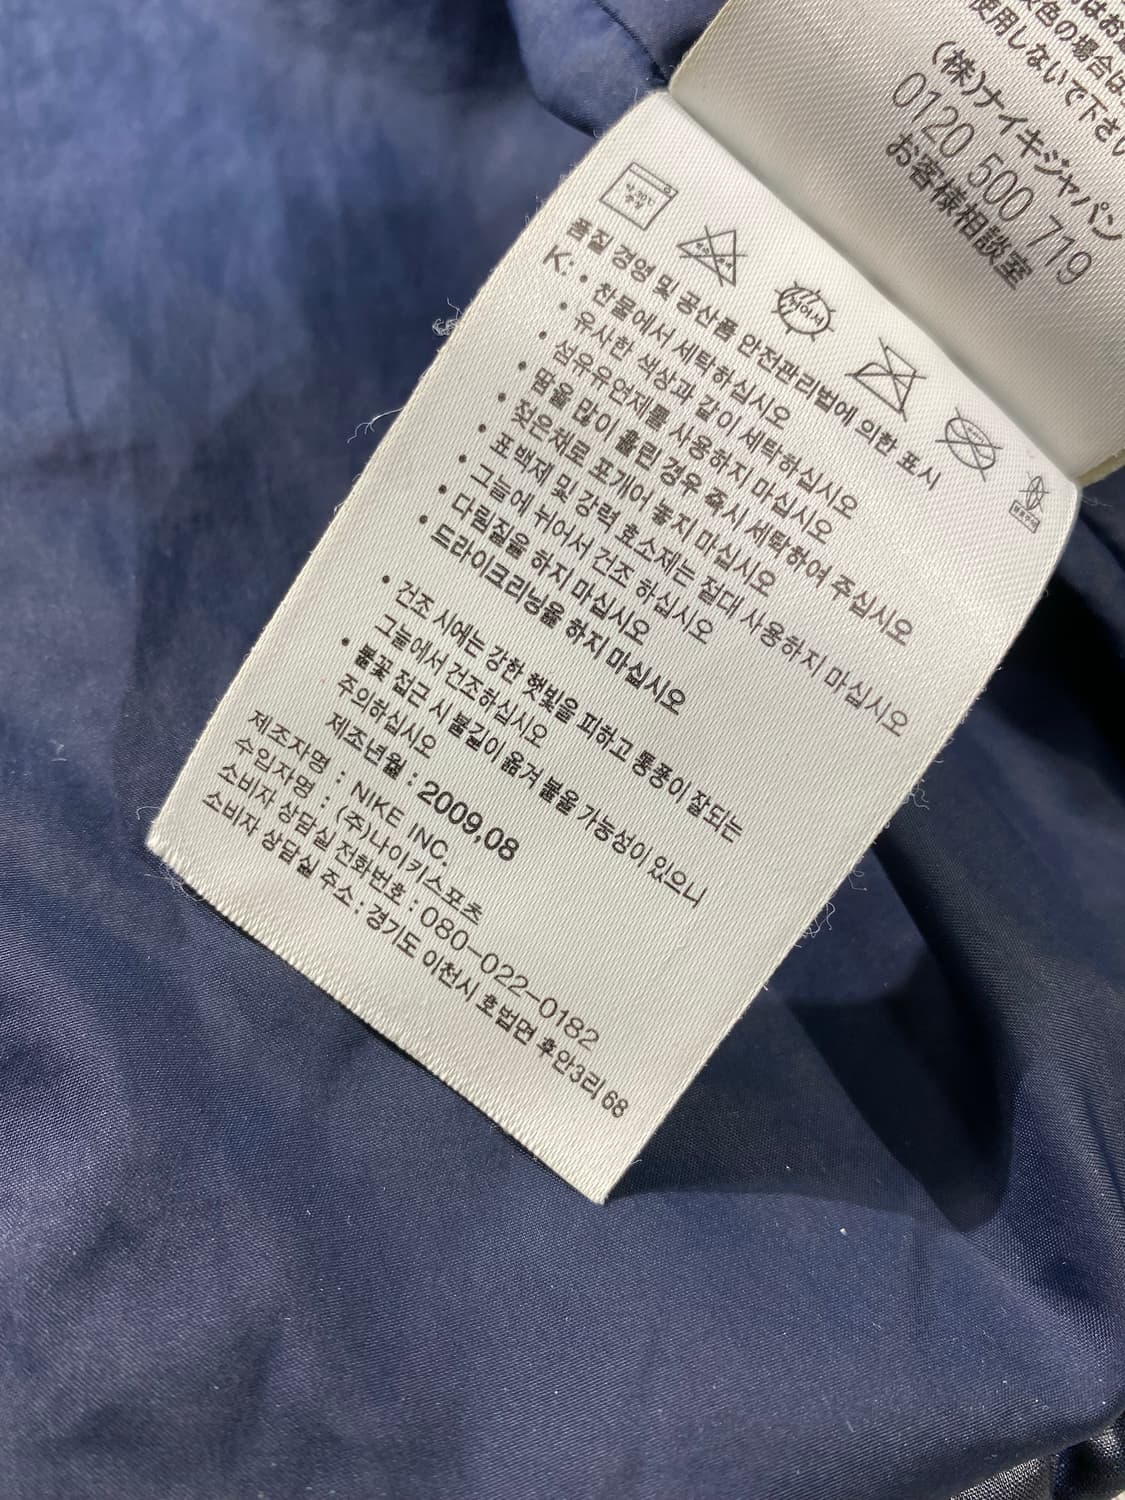 使用しないで下さい
(株)ナイキジャパン
0120 500 719
お客様相談室
품질 경영 및 공산품 안전관리법에 의한 표시
K: • 찬물에서 세탁하십시오
• 유사한 색상과 같이 세탁하십시오
• 섬유유연제를 사용하지 마십시오
• 땀을 많이 흘린 경우 즉시 세탁하여 주십시오
• 젖은채로 포개어 놓지 마십시오
• 표백제 및 강력 효소제는 절대 사용하지 마십시오
• 그늘에 뉘어서 건조 하십시오
• 다림질을 하지 마십시오
• 드라이크리닝을 하지 마십시오
• 건조 시에는 강한 햇빛을 피하고 통풍이 잘되는
그늘에서 건조하십시오
• 불꽃 접근 시 불길이 옮겨 붙을 가능성이 있으니
주의하십시오
제조년월 : 2009.08
제조자명 : NIKE INC.
수입자명 : (주)나이키스포츠
소비자 상담실 전화번호 : 080-022-0182
소비자 상담실 주소 : 경기도 이천시 호법면 후안3리 68